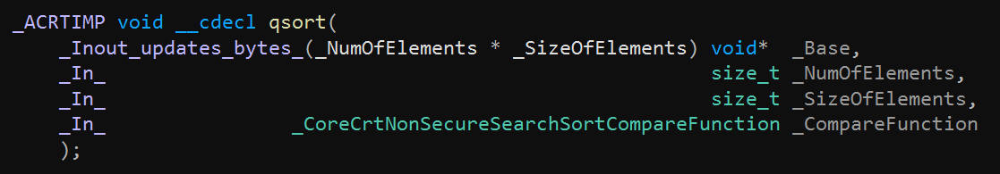 _ACRTIMP void __cdecl qsort(
_Inout_updates_bytes_(_NumOfElements * _SizeOfElements) void* _Base,
_In_ size_t _NumOfElements,
_In_ size_t _SizeOfElements,
_In_ _CoreCrtNonSecureSearchSortCompareFunction _CompareFunction
);